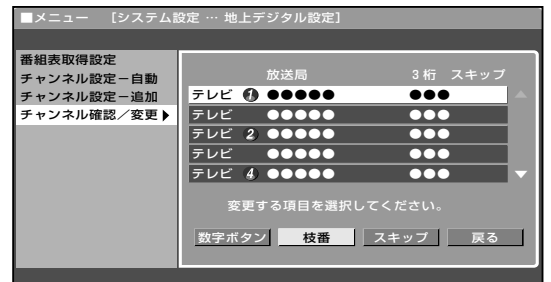 ■メニュー [システム設定 … 地上デジタル設定]
番組表取得設定
チャンネル設定－自動
チャンネル設定－追加
チャンネル確認／変更▶
放送局 3桁 スキップ
テレビ ❶ ●●●●● ●●●
テレビ ●●●●● ●●●
テレビ ❷ ●●●●● ●●●
テレビ ●●●●● ●●●
テレビ ❹ ●●●●● ●●●
変更する項目を選択してください。
数字ボタン 枝番 スキップ 戻る